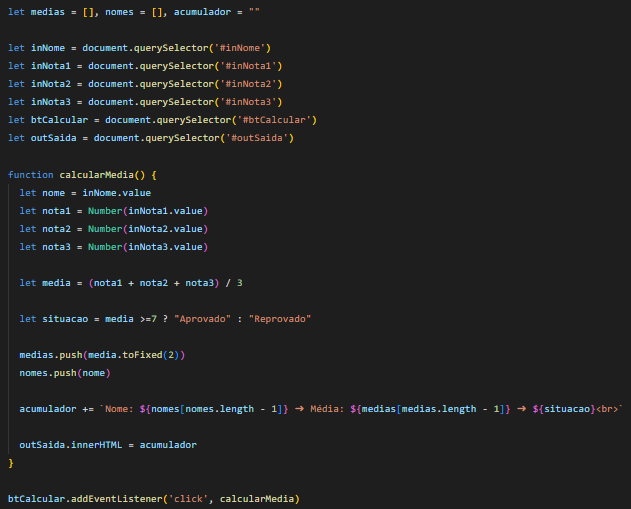 let medias = [], nomes = [], acumulador = ""
let inNome = document.querySelector('#inNome')
let inNota1 = document.querySelector('#inNota1')
let inNota2 = document.querySelector('#inNota2')
let inNota3 = document.querySelector('#inNota3')
let btCalcular = document.querySelector('#btCalcular')
let outSaida = document.querySelector('#outSaida')
function calcularMedia() {
let nome = inNome.value
let nota1 = Number(inNota1.value)
let nota2 = Number(inNota2.value)
let nota3 = Number(inNota3.value)
let media = (nota1 + nota2 + nota3) / 3
let situacao = media >=7 ? "Aprovado" : "Reprovado"
medias.push(media.toFixed(2))
nomes.push(nome)
acumulador += `Nome: ${nomes[nomes.length - 1]} ➜ Média: ${medias[medias.length - 1]} ➜ ${situacao}<br>`
outSaida.innerHTML = acumulador
}
btCalcular.addEventListener('click', calcularMedia)